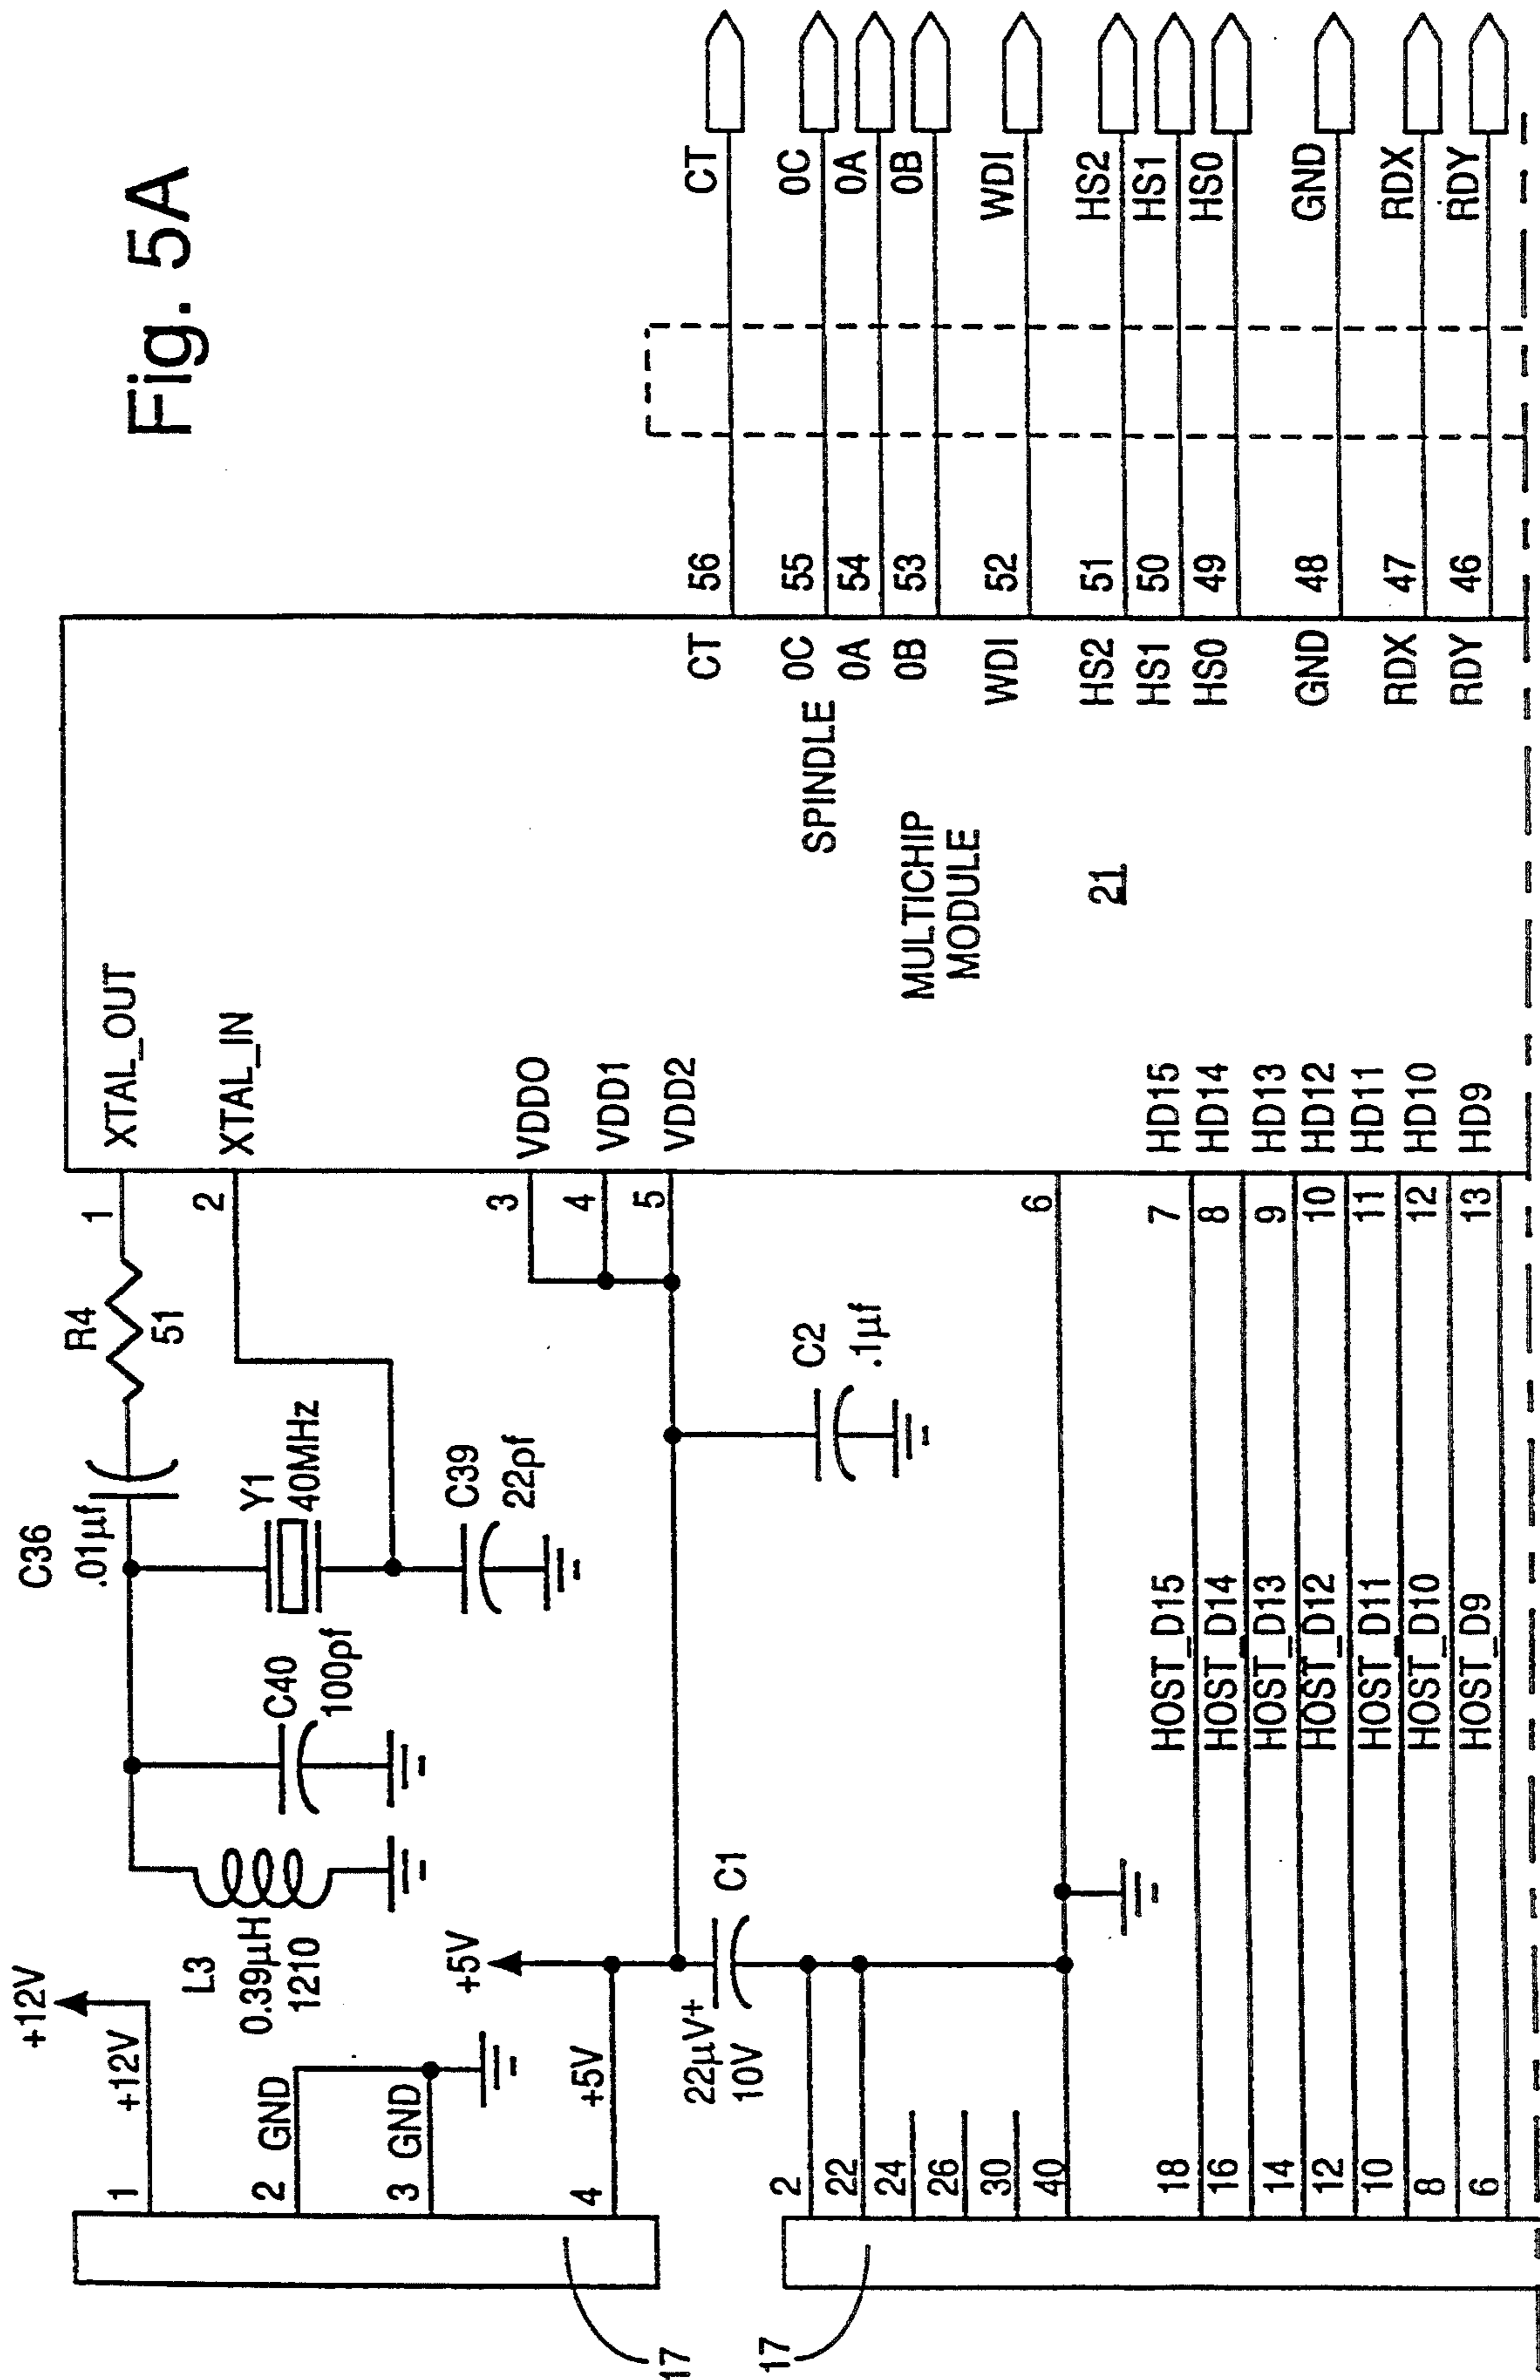 Fig. 5A
+12V
+12V
1
2 GND
3 GND
4
+5V
+5V
17
L3
0.39µH
1210
C40
100pf
C36
.01µf
Y1
40MHz
C39
22pf
R4
51
1
XTAL_OUT
2
XTAL_IN
3
VDDO
4
VDD1
5
VDD2
22µV+
10V
C1
C2
.1µf
6
2
22
24
26
30
40
17
18 HOST_D15 7 HD15
16 HOST_D14 8 HD14
14 HOST_D13 9 HD13
12 HOST_D12 10 HD12
10 HOST_D11 11 HD11
8 HOST_D10 12 HD10
6 HOST_D9 13 HD9
SPINDLE
MULTICHIP
MODULE
21
CT 56 CT
0C 55 0C
0A 54 0A
0B 53 0B
WDI 52 WDI
HS2 51 HS2
HS1 50 HS1
HS0 49 HS0
GND 48 GND
RDX 47 RDX
RDY 46 RDY